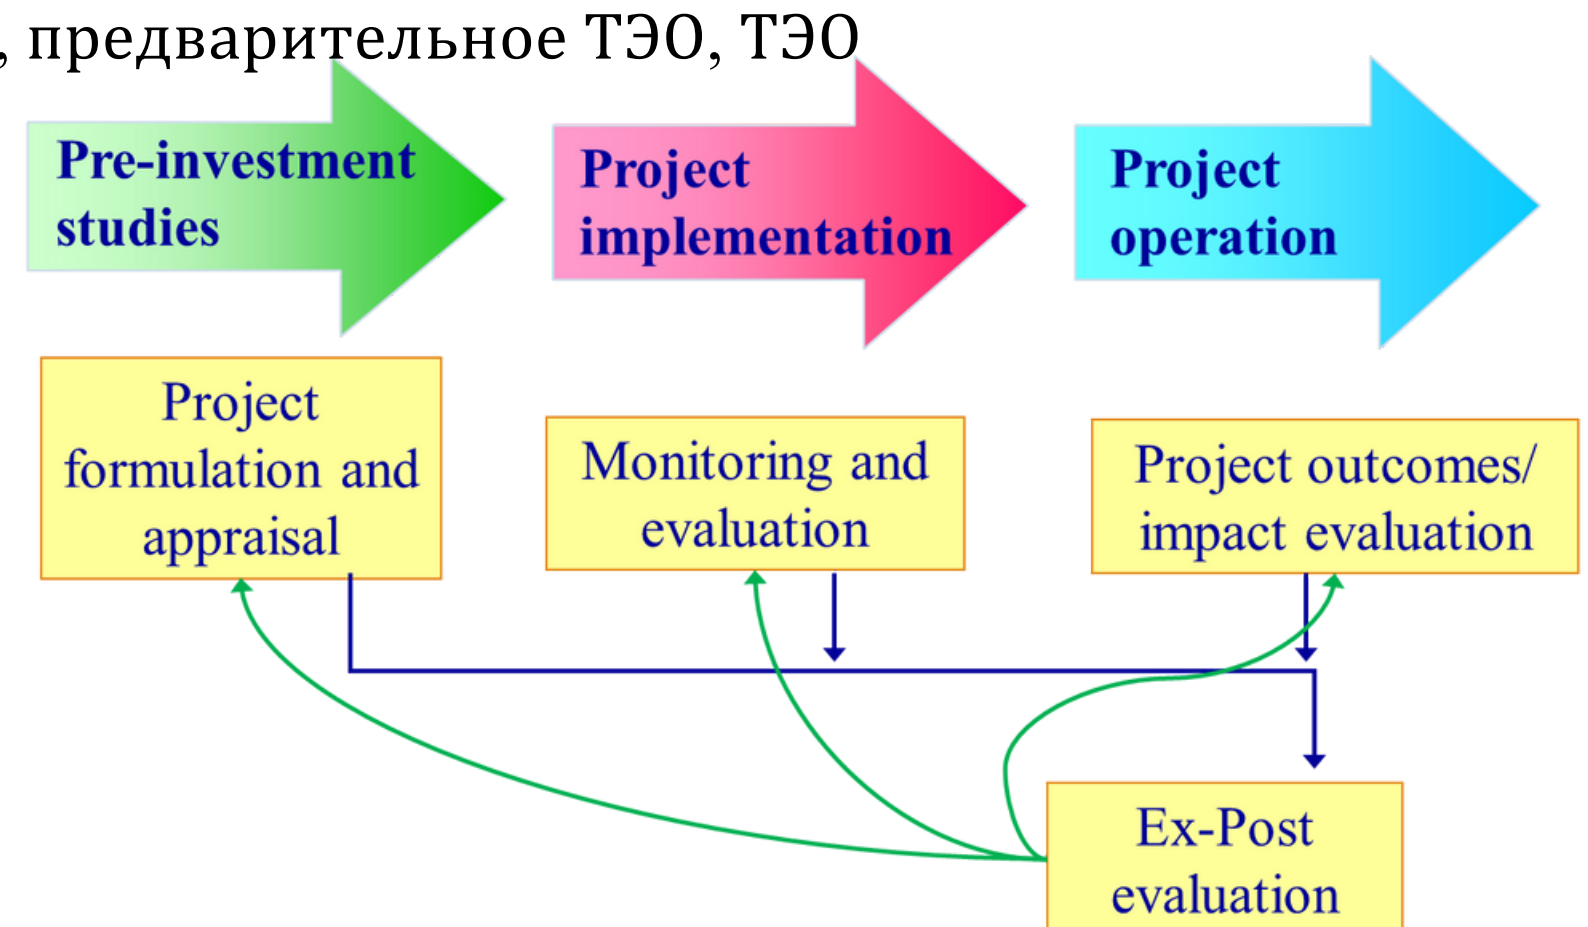 , предварительное ТЭО, ТЭО
Pre-investment
studies
Project
implementation
Project
operation
Project
formulation and
appraisal
Monitoring and
evaluation
Project outcomes/
impact evaluation
Ex-Post
evaluation